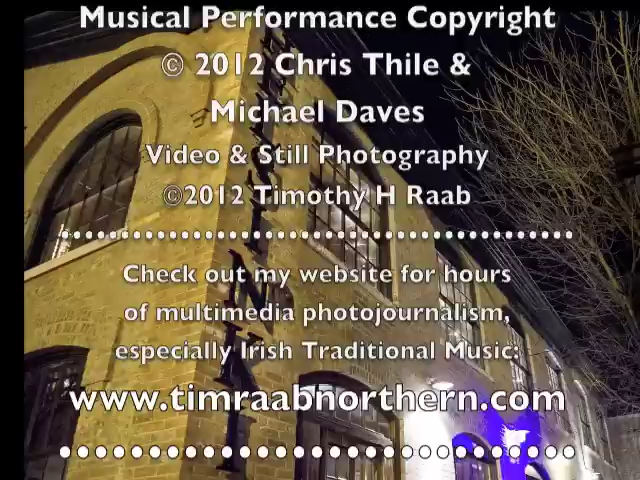 Musical Performance Copyright
© 2012 Chris Thile &
Michael Daves
Video & Still Photography
©2012 Timothy H Raab
Check out my website for hours
of multimedia photojournalism,
especially Irish Traditional Music:
www.timraabnorthern.com